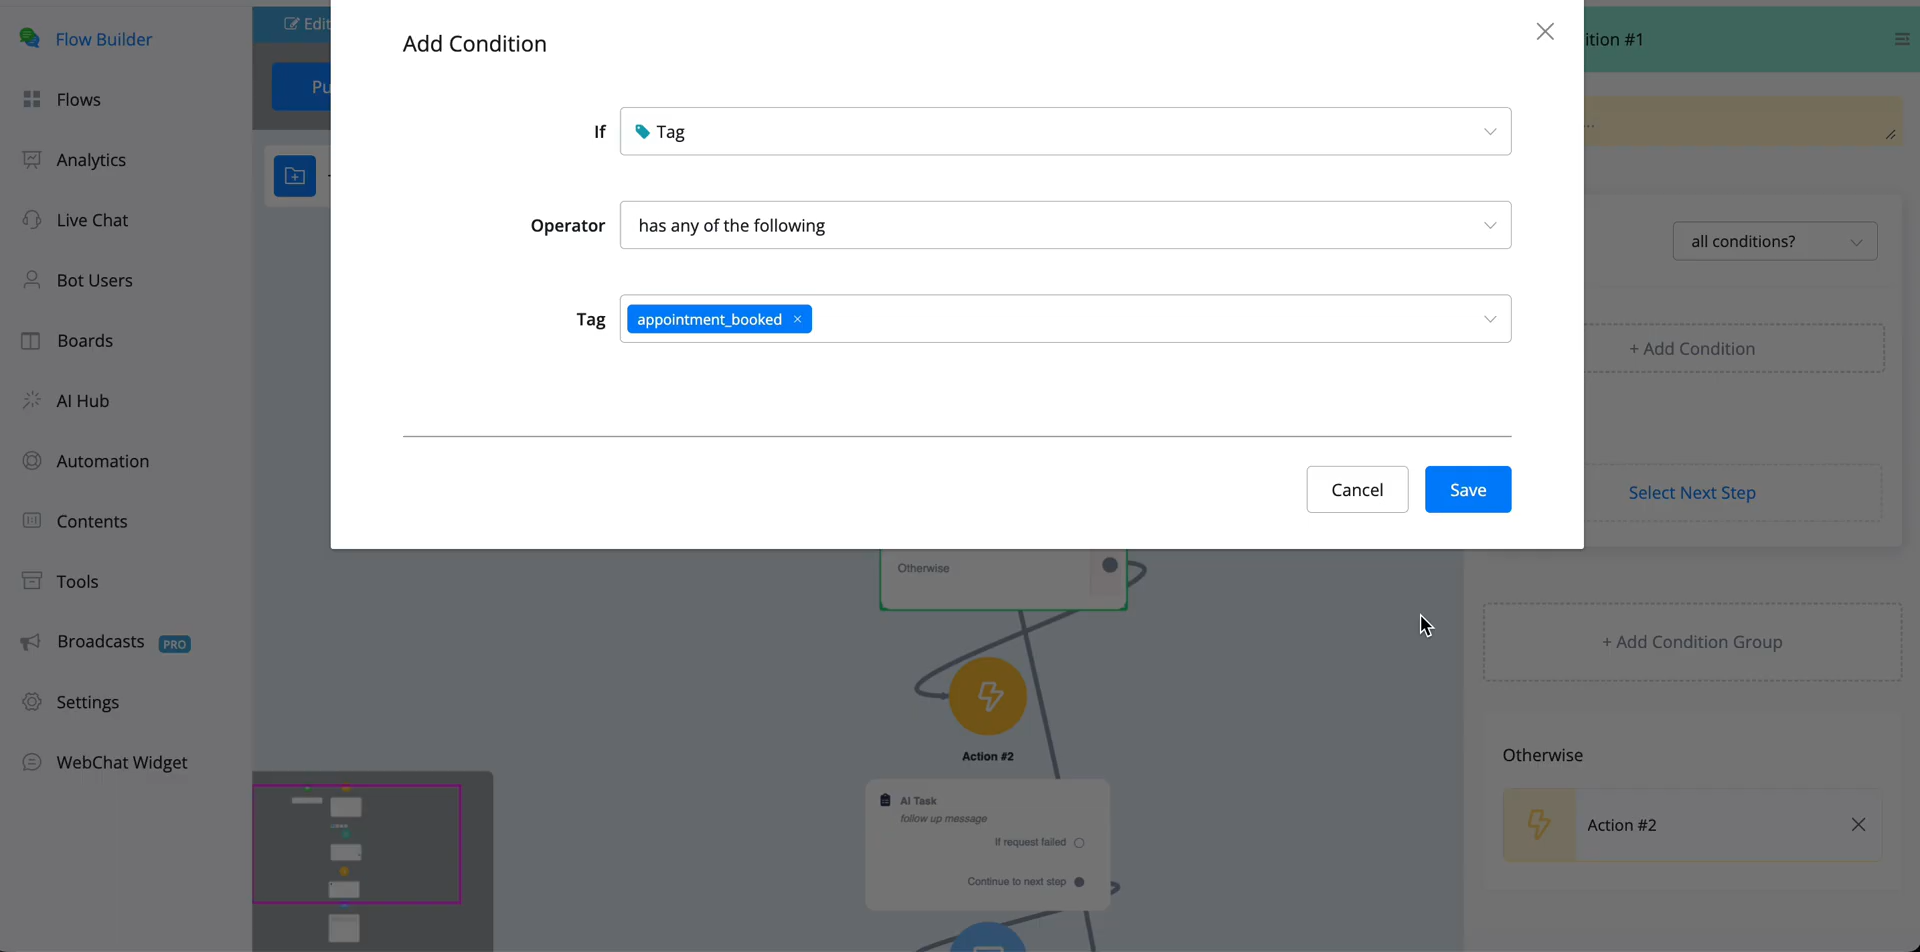 Flow Builder
Flows
Analytics
Live Chat
Bot Users
Boards
AI Hub
Automation
Contents
Tools
Broadcasts PRO
Settings
WebChat Widget
Edit
Pu
Add Condition
If
Tag
Operator
has any of the following
Tag
appointment_booked ×
Cancel
Save
Otherwise
Action #2
AI Task
follow up message
If request failed
Continue to next step
ition #1
...
all conditions?
+ Add Condition
Select Next Step
+ Add Condition Group
Otherwise
Action #2